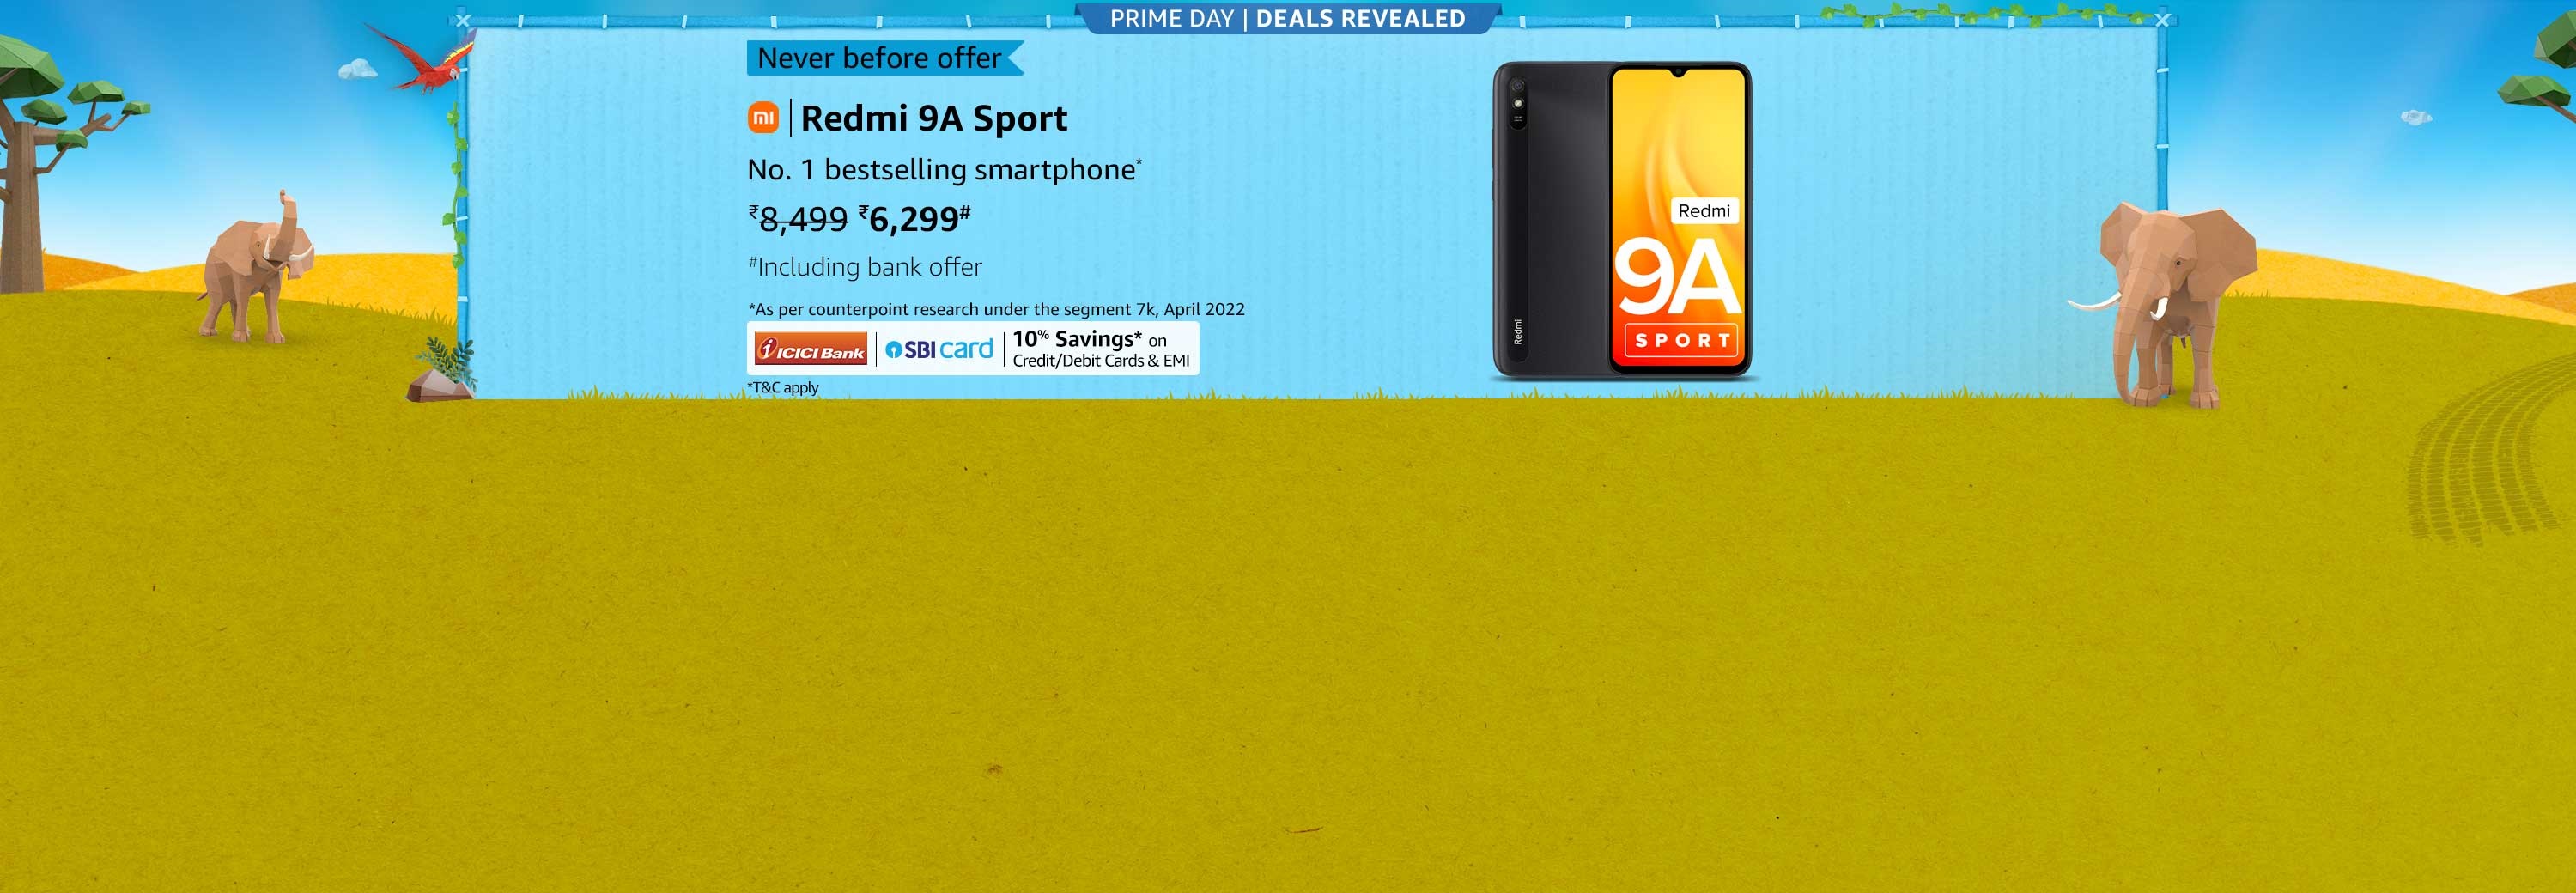 PRIME DAY | DEALS REVEALED
Never before offer
mi | Redmi 9A Sport
No. 1 bestselling smartphone*
₹8,499 ₹6,299#
#Including bank offer
*As per counterpoint research under the segment 7k, April 2022
i ICICI Bank | SBI card | 10% Savings* on
Credit/Debit Cards & EMI
*T&C apply
Redmi
Redmi
9A
SPORT